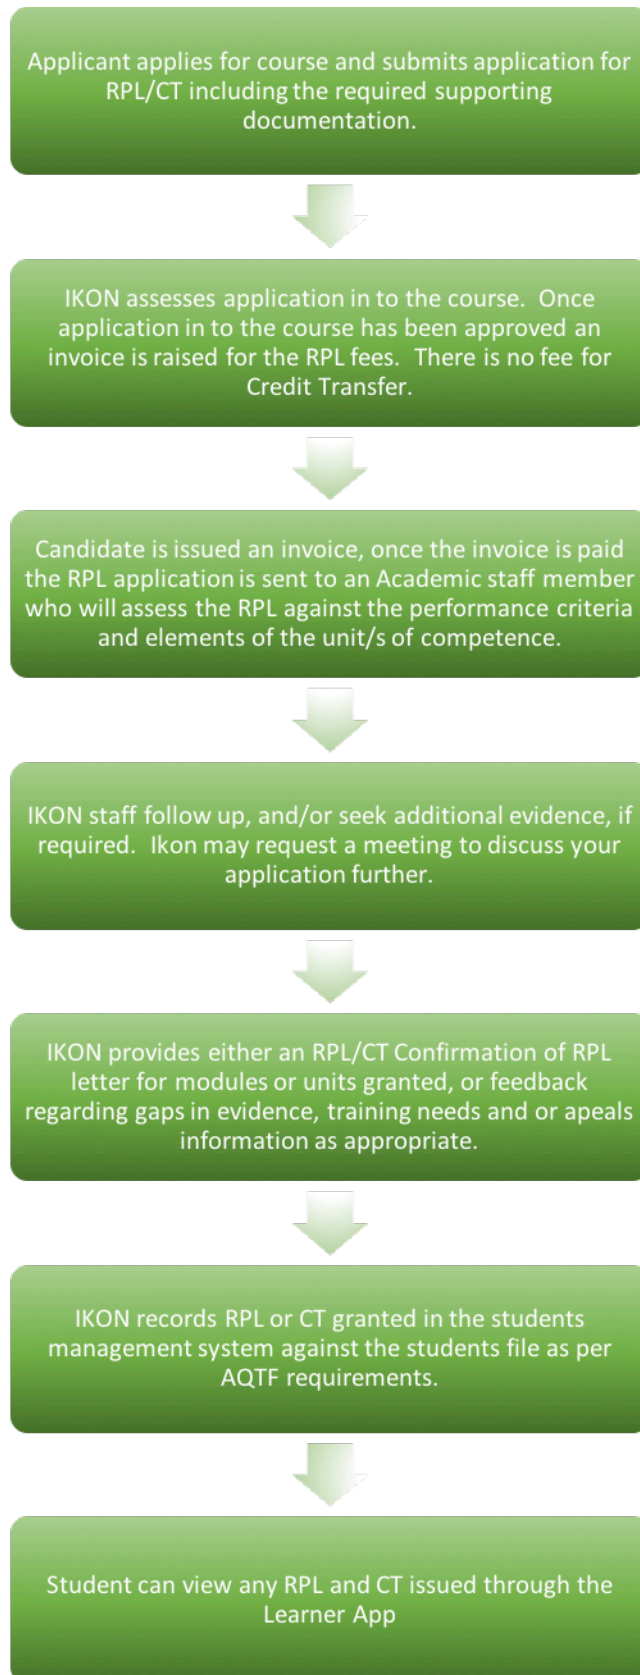 Applicant applies for course and submits application for
RPL/CT including the required supporting
documentation.
IKON assesses application in to the course.  Once
application in to the course has been approved an
invoice is raised for the RPL fees.  There is no fee for
Credit Transfer.
Candidate is issued an invoice, once the invoice is paid
the RPL application is sent to an Academic staff member
who will assess the RPL against the performance criteria
and elements of the unit/s of competence.
IKON staff follow up, and/or seek additional evidence, if
required.  Ikon may request a meeting to discuss your
application further.
IKON provides either an RPL/CT Confirmation of RPL
letter for modules or units granted, or feedback
regarding gaps in evidence, training needs and or apeals
information as appropriate.
IKON records RPL or CT granted in the students
management system against the students file as per
AQTF requirements.
Student can view any RPL and CT issued through the
Learner App